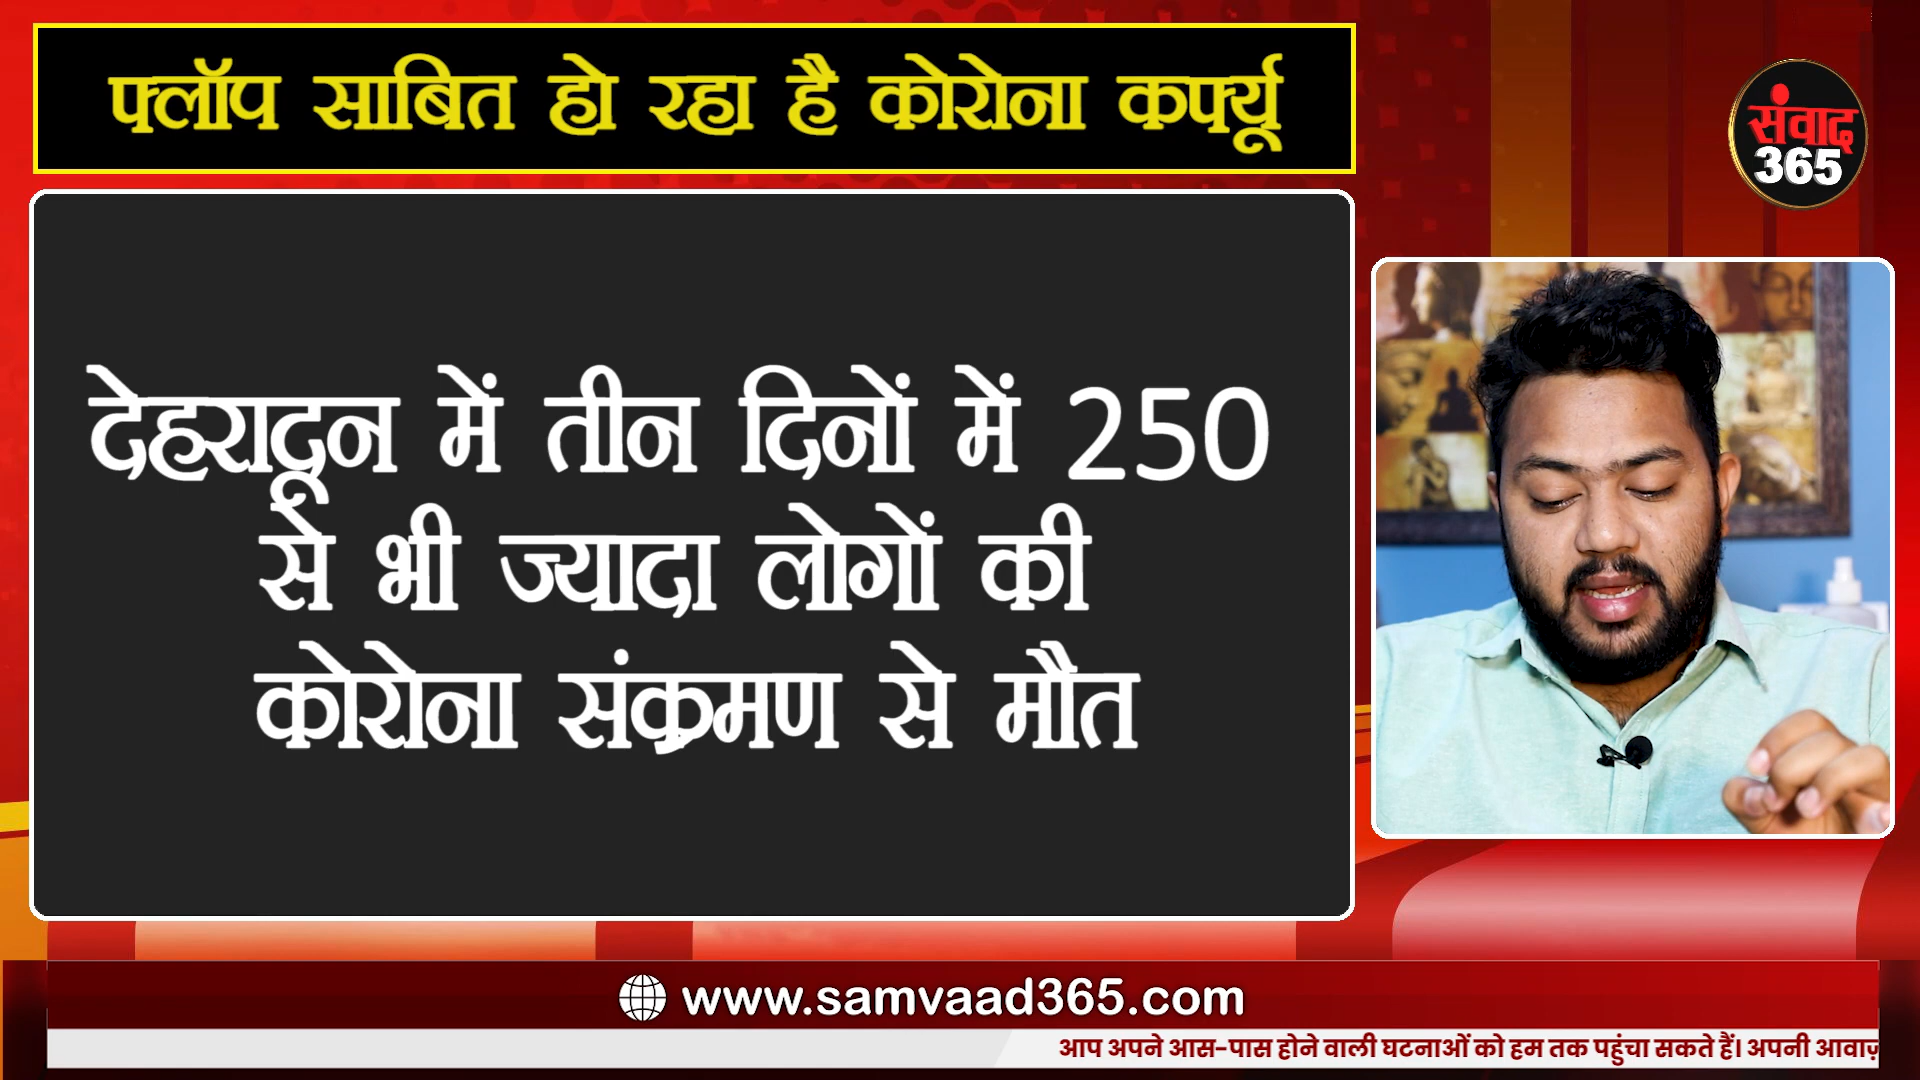 फ्लॉप साबित हो रहा है कोरोना कर्फ्यू
संवाद
365
देहरादून में तीन दिनों में 250
से भी ज्यादा लोगों की
कोरोना संक्रमण से मौत
www.samvaad365.com
आप अपने आस-पास होने वाली घटनाओं को हम तक पहुंचा सकते हैं। अपनी आवाज़